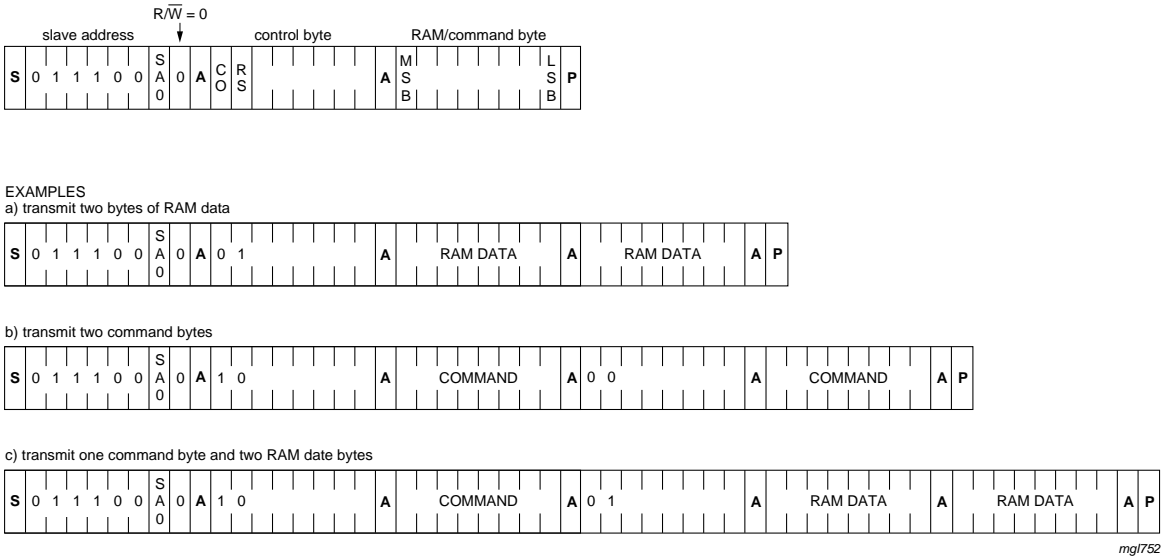 R/W = 0
slave address control byte RAM/command byte
S 0 1 1 1 0 0 SA0 0 A CO RS A MSB LSB P
EXAMPLES
a) transmit two bytes of RAM data
S 0 1 1 1 0 0 SA0 0 A 0 1 A RAM DATA A RAM DATA A P
b) transmit two command bytes
S 0 1 1 1 0 0 SA0 0 A 1 0 A COMMAND A 0 0 A COMMAND A P
c) transmit one command byte and two RAM date bytes
S 0 1 1 1 0 0 SA0 0 A 1 0 A COMMAND A 0 1 A RAM DATA A RAM DATA A P
mgl752